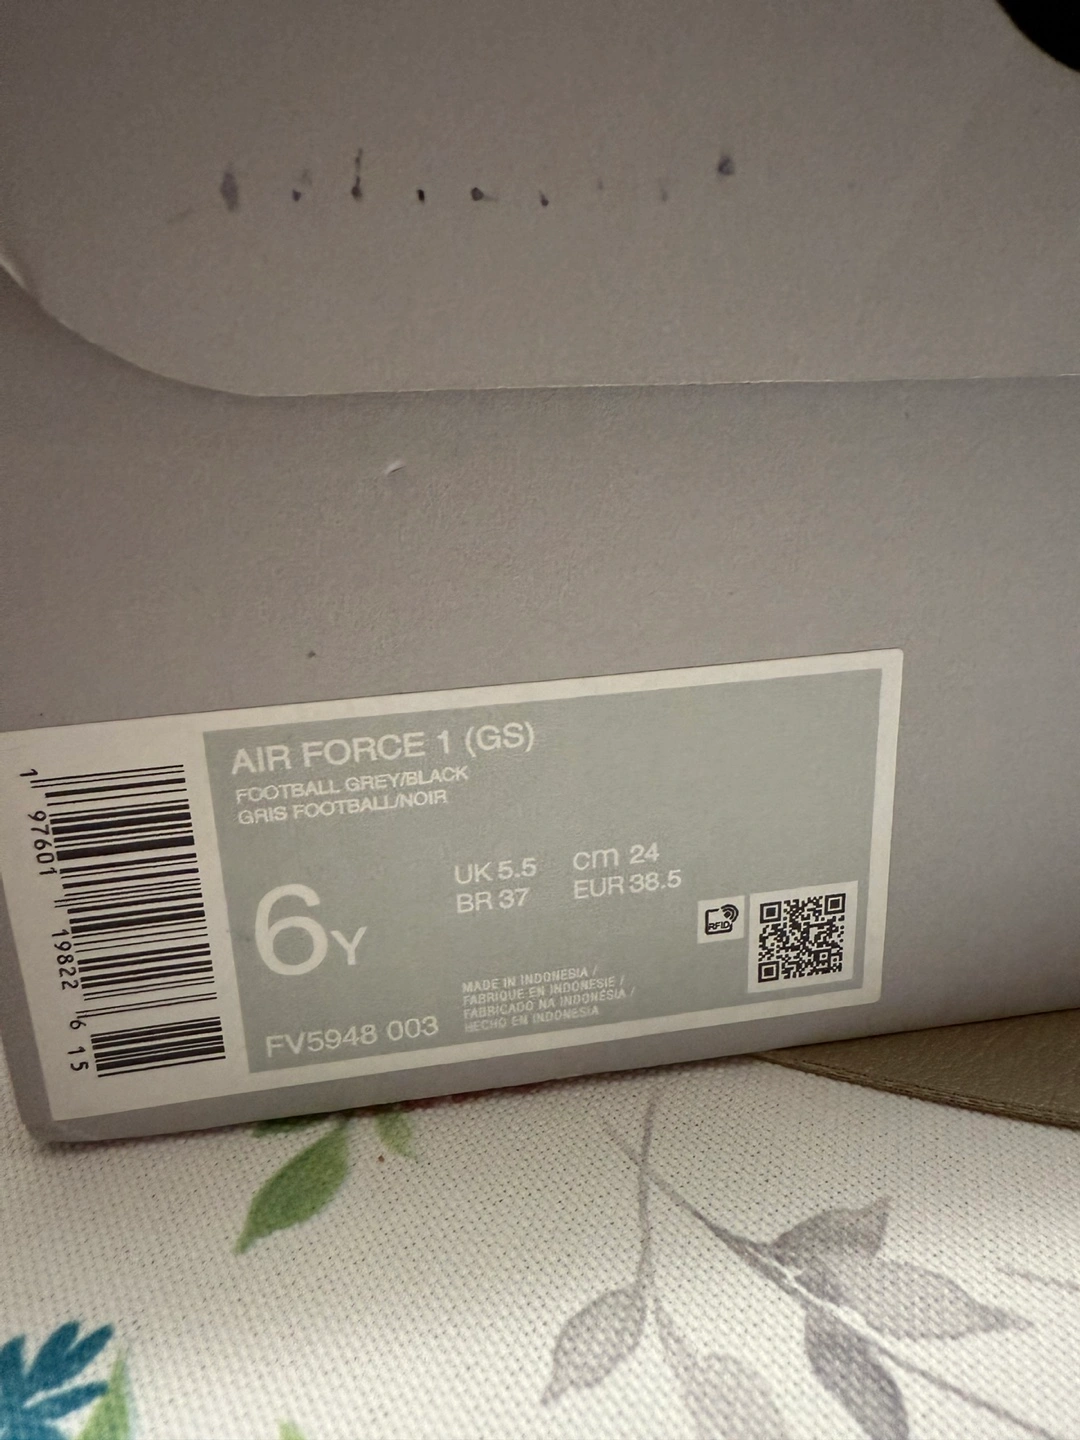 AIR FORCE 1 (GS)
FOOTBALL GREY/BLACK
GRIS FOOTBALL/NOIR
6Y
UK 5.5
BR 37
cm 24
EUR 38.5
RFID
MADE IN INDONESIA /
FABRIQUE EN INDONESIE /
FABRICADO NA INDONÉSIA /
HECHO EN INDONESIA
FV5948 003
1 97601 19822 6 15